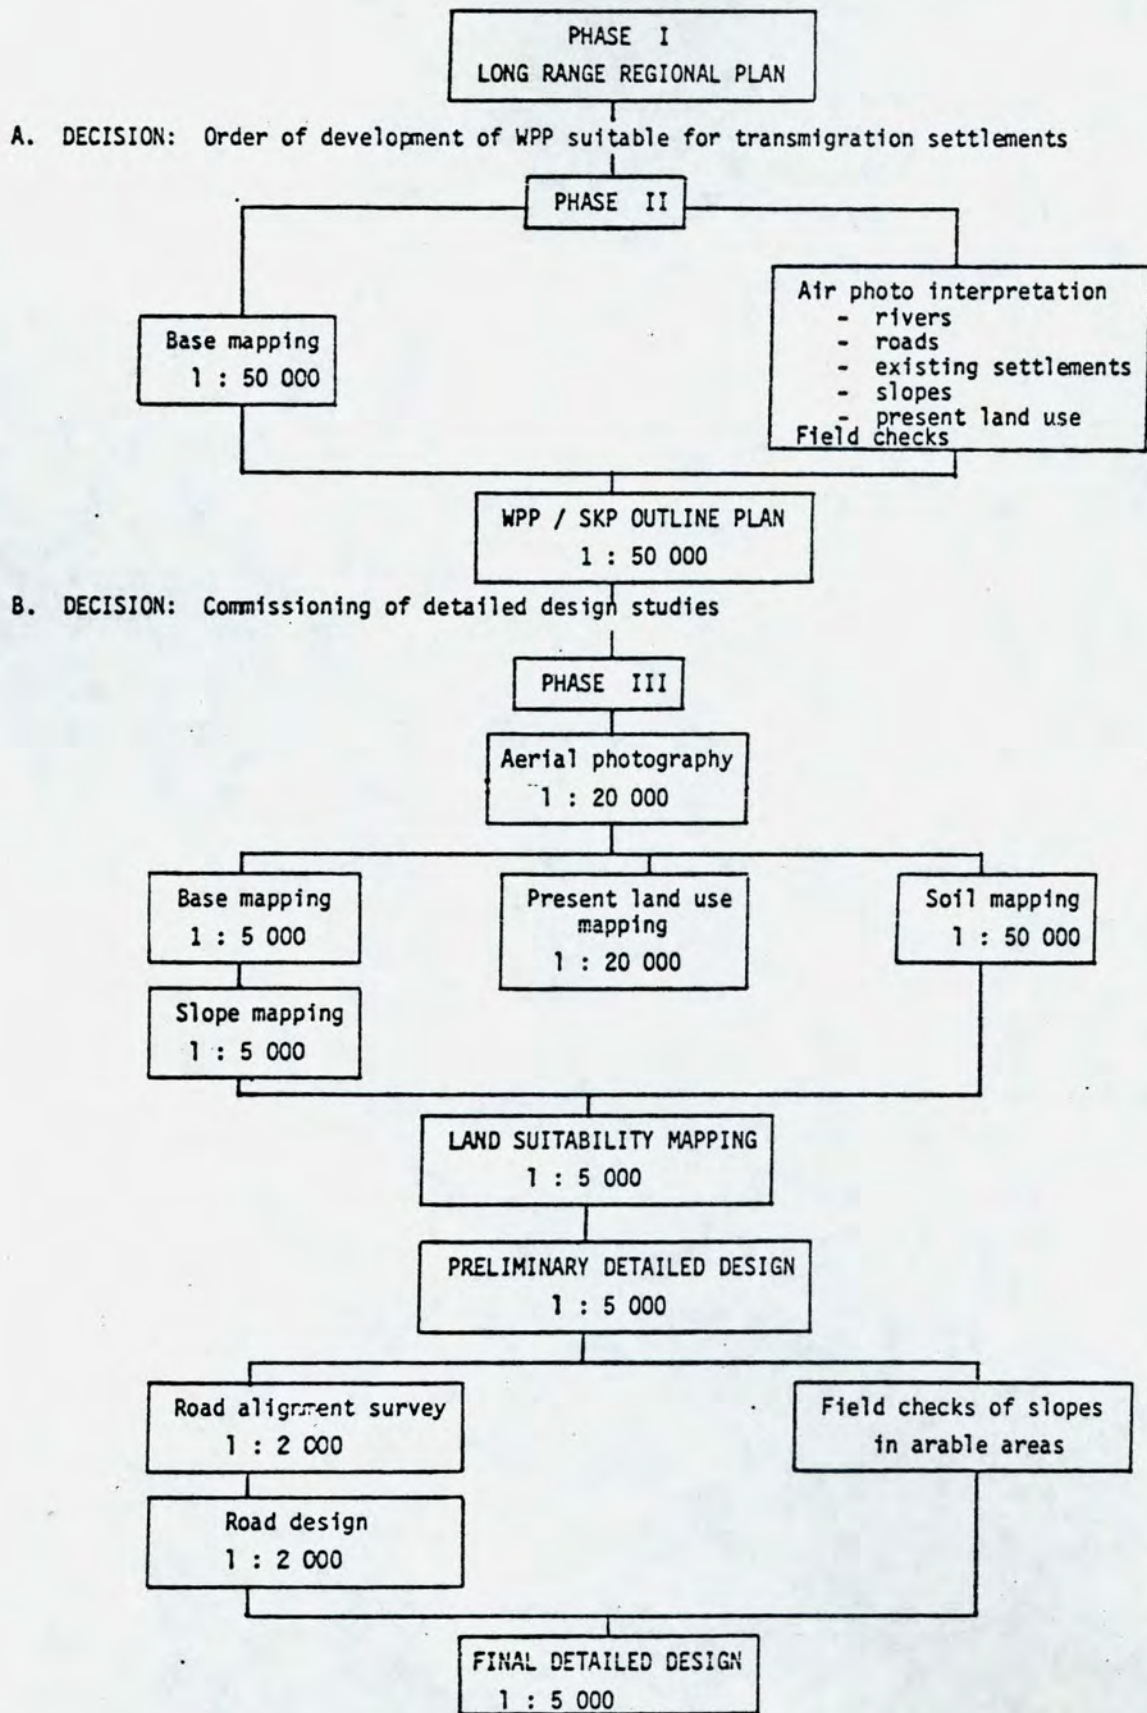 PHASE I
LONG RANGE REGIONAL PLAN
A. DECISION: Order of development of WPP suitable for transmigration settlements
PHASE II
Base mapping
1 : 50 000
Air photo interpretation
- rivers
- roads
- existing settlements
- slopes
- present land use
Field checks
WPP / SKP OUTLINE PLAN
1 : 50 000
B. DECISION: Commissioning of detailed design studies
PHASE III
Aerial photography
1 : 20 000
Base mapping
1 : 5 000
Present land use
mapping
1 : 20 000
Soil mapping
1 : 50 000
Slope mapping
1 : 5 000
LAND SUITABILITY MAPPING
1 : 5 000
PRELIMINARY DETAILED DESIGN
1 : 5 000
Road alignment survey
1 : 2 000
Field checks of slopes
in arable areas
Road design
1 : 2 000
FINAL DETAILED DESIGN
1 : 5 000